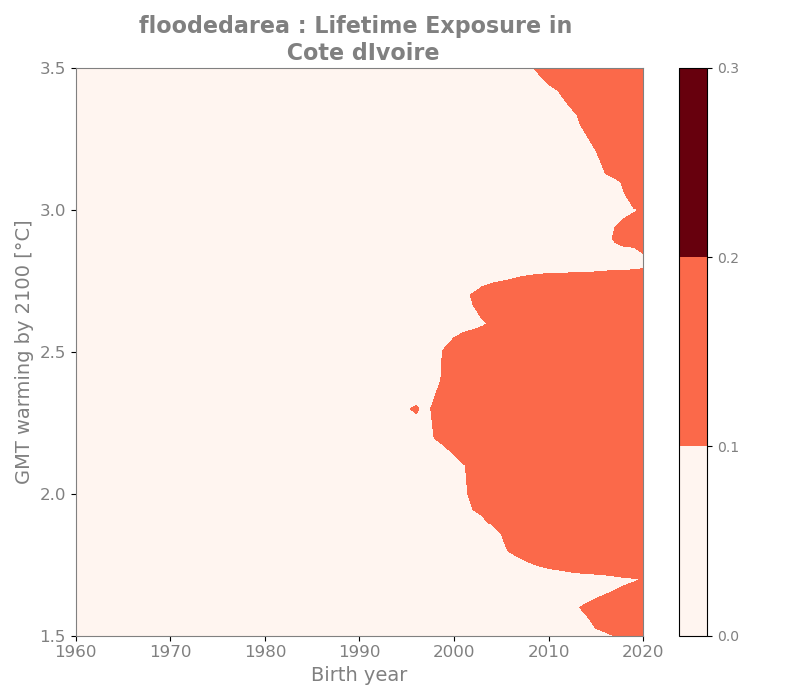 floodedarea : Lifetime Exposure in
Cote dIvoire
3.5
3.0
2.5
2.0
1.5
GMT warming by 2100 [°C]
1960 1970 1980 1990 2000 2010 2020
Birth year
0.3
0.2
0.1
0.0